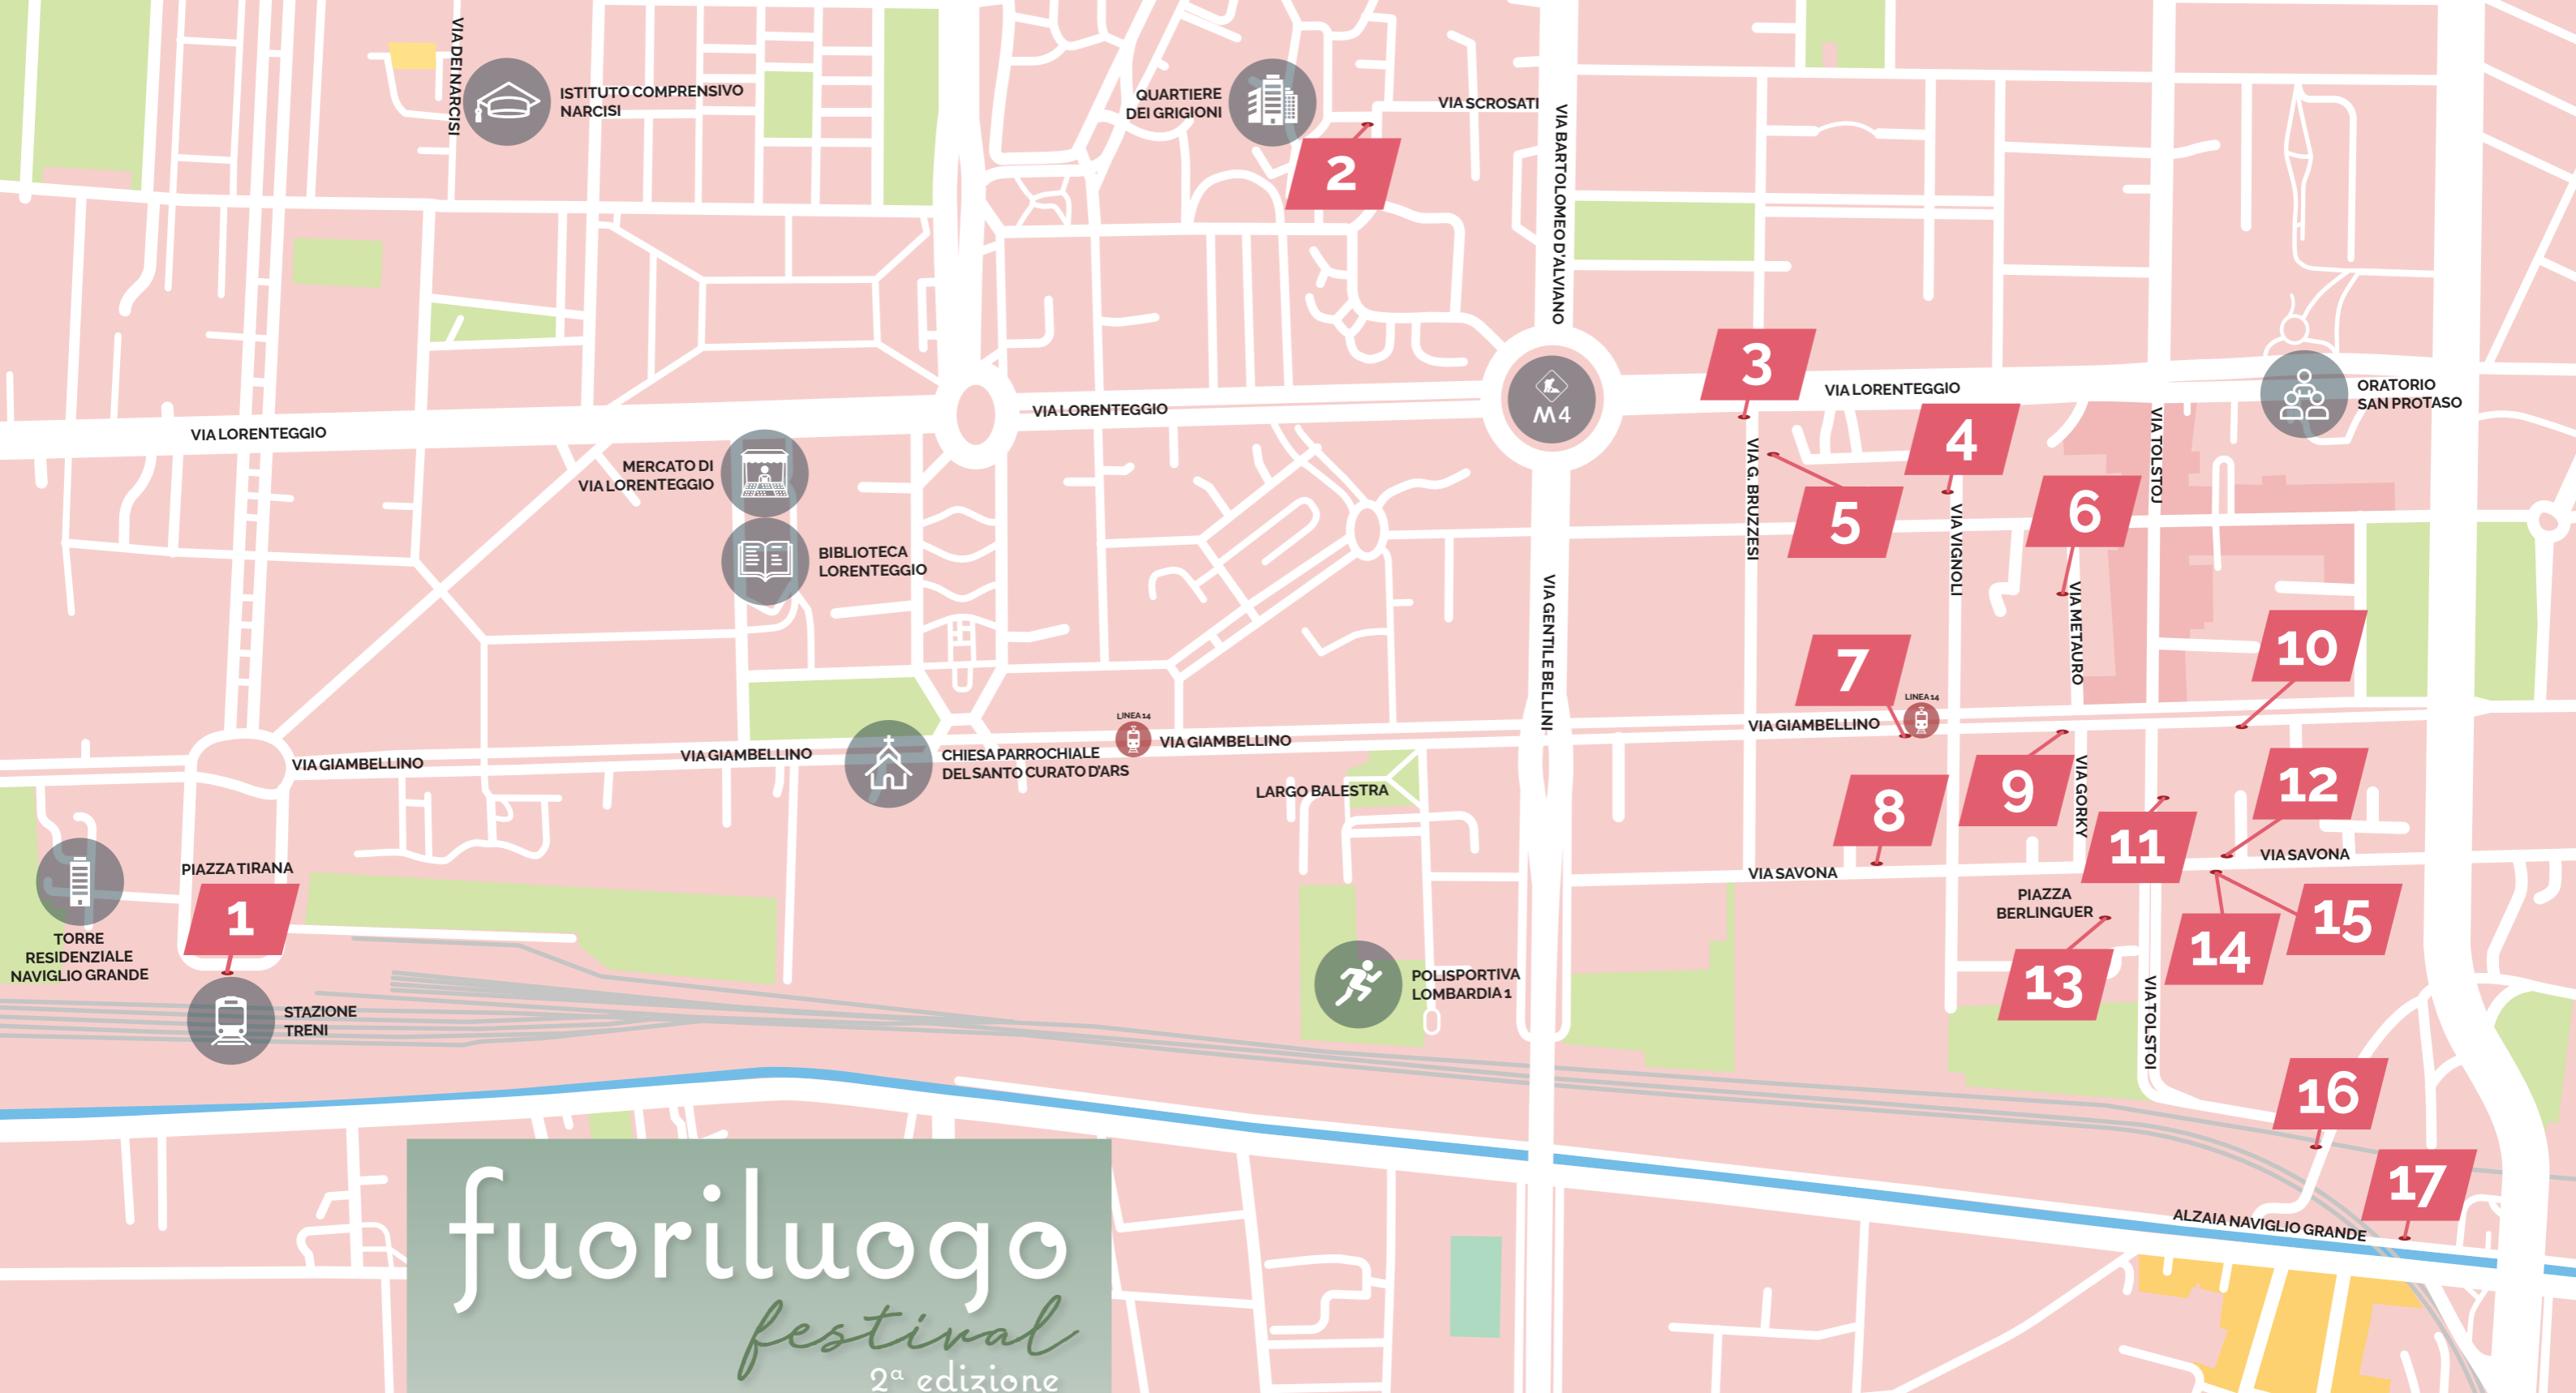 VIA DEI NARCISI
ISTITUTO COMPRENSIVO
NARCISI
QUARTIERE
DEI GRIGIONI
VIA SCROSATI
2
VIA BARTOLOMEO D'ALVIANO
3
VIA LORENTEGGIO
ORATORIO
SAN PROTASO
M4
VIA LORENTEGGIO
VIA LORENTEGGIO
4
VIA TOLSTOJ
MERCATO DI
VIA LORENTEGGIO
VIA G. BRUZZESI
5
VIA VIGNOLI
6
BIBLIOTECA
LORENTEGGIO
VIA GENTILE BELLINI
VIA METAURO
10
7
LINEA 14
VIA GIAMBELLINO
LINEA 14
VIA GIAMBELLINO
VIA GIAMBELLINO
VIA GIAMBELLINO
CHIESA PARROCHIALE
DEL SANTO CURATO D'ARS
LARGO BALESTRA
8
9
VIA GORKY
11
12
VIA SAVONA
VIA SAVONA
PIAZZA TIRANA
1
TORRE
RESIDENZIALE
NAVIGLIO GRANDE
PIAZZA
BERLINGUER
13
14
15
STAZIONE
TRENI
POLISPORTIVA
LOMBARDIA 1
VIA TOLSTOI
16
17
ALZAIA NAVIGLIO GRANDE
fuoriluogo
festival
2ª edizione